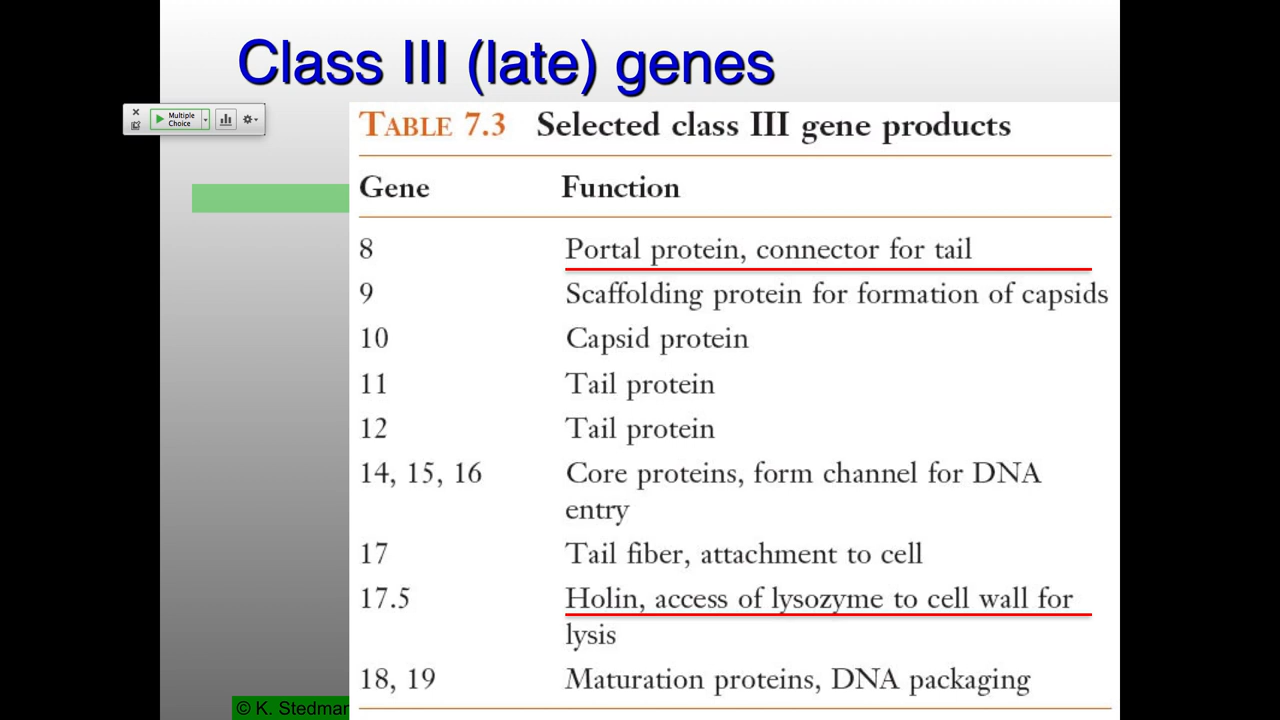 Class III (late) genes
Multiple
Choice
TABLE 7.3 Selected class III gene products
Gene Function
8 Portal protein, connector for tail
9 Scaffolding protein for formation of capsids
10 Capsid protein
11 Tail protein
12 Tail protein
14, 15, 16 Core proteins, form channel for DNA
entry
17 Tail fiber, attachment to cell
17.5 Holin, access of lysozyme to cell wall for
lysis
18, 19 Maturation proteins, DNA packaging
© K. Stedmar